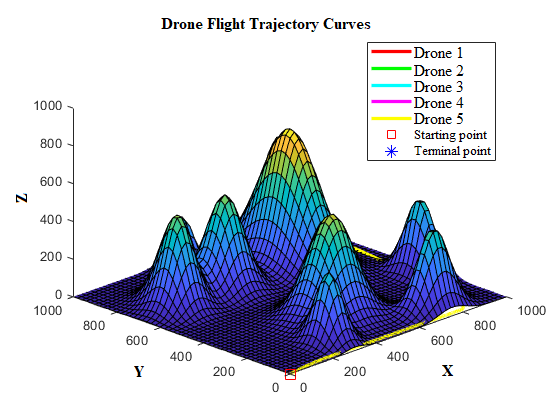 Drone Flight Trajectory Curves
Drone 1
Drone 2
Drone 3
Drone 4
Drone 5
Starting point
Terminal point
1000
800
600
400
200
0
Z
1000
800
600
400
200
0
Y
0
200
400
600
800
1000
X